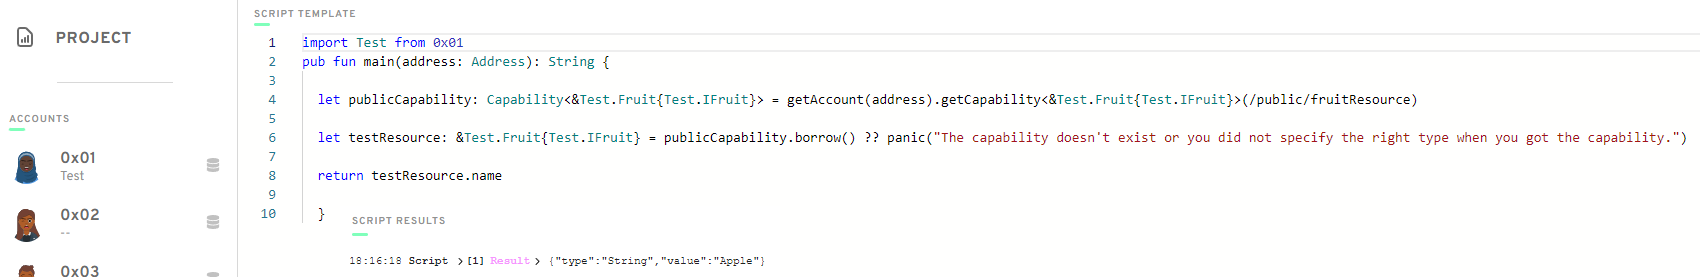 PROJECT
ACCOUNTS
0x01
Test
0x02
--
0x03
SCRIPT TEMPLATE
1 import Test from 0x01
2 pub fun main(address: Address): String {
3
4 let publicCapability: Capability<&Test.Fruit{Test.IFruit}> = getAccount(address).getCapability<&Test.Fruit{Test.IFruit}>(/public/fruitResource)
5
6 let testResource: &Test.Fruit{Test.IFruit} = publicCapability.borrow() ?? panic("The capability doesn't exist or you did not specify the right type when you got the capability.")
7
8 return testResource.name
9
10 }
SCRIPT RESULTS
18:16:18 Script >[1] Result > {"type":"String","value":"Apple"}